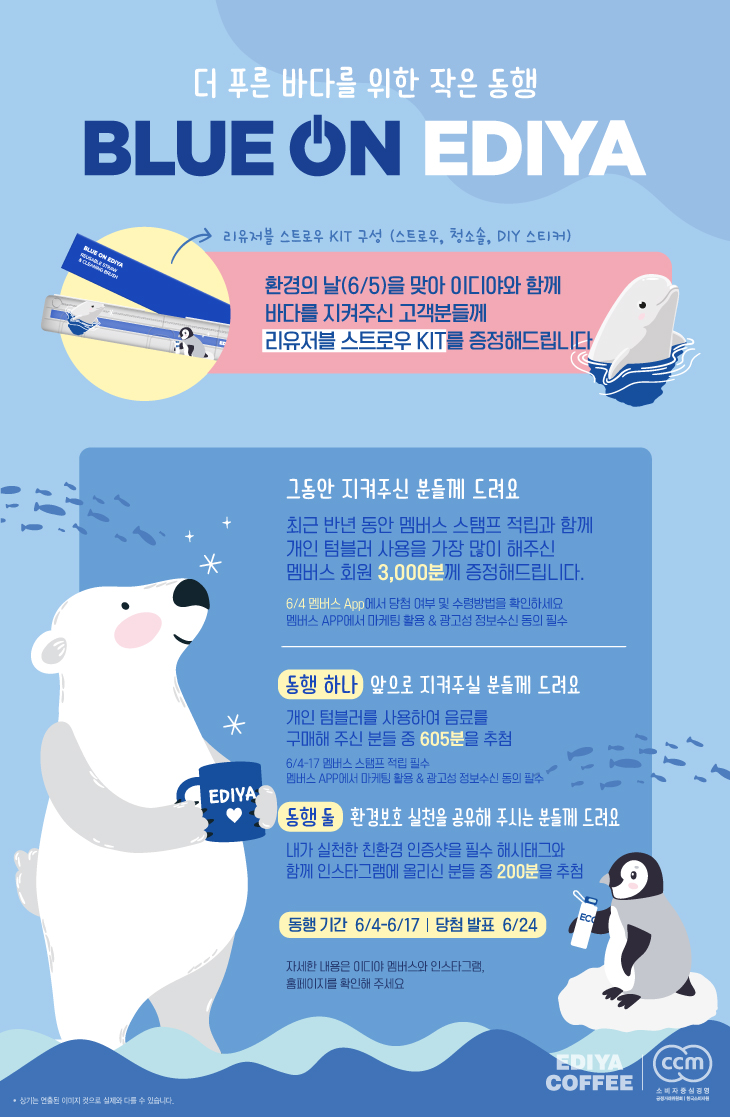 더 푸른 바다를 위한 작은 동행
BLUE ON EDIYA
리유저블 스트로우 KIT 구성 (스트로우, 청소솔, DIY 스티커)
BLUE ON EDIYA
REUSABLE STRAW
& CLEANING BRUSH
환경의 날(6/5)을 맞아 이디야와 함께
바다를 지켜주신 고객분들께
리유저블 스트로우 KIT를 증정해드립니다
그동안 지켜주신 분들께 드려요
최근 반년 동안 멤버스 스탬프 적립과 함께
개인 텀블러 사용을 가장 많이 해주신
멤버스 회원 3,000분께 증정해드립니다.
6/4 멤버스 App에서 당첨 여부 및 수령방법을 확인하세요
멤버스 APP에서 마케팅 활용 & 광고성 정보수신 동의 필수
동행 하나 앞으로 지켜주실 분들께 드려요
개인 텀블러를 사용하여 음료를
구매해 주신 분들 중 605분을 추첨
6/4-17 멤버스 스탬프 적립 필수
멤버스 APP에서 마케팅 활용 & 광고성 정보수신 동의 필수
EDIYA
동행 둘 환경보호 실천을 공유해 주시는 분들께 드려요
내가 실천한 친환경 인증샷을 필수 해시태그와
함께 인스타그램에 올리신 분들 중 200분을 추첨
ECO
동행 기간 6/4-6/17 | 당첨 발표 6/24
자세한 내용은 이디야 멤버스와 인스타그램,
홈페이지를 확인해 주세요
EDIYA
COFFEE
ccm
소비자중심경영
공정거래위원회 | 한국소비자원
* 상기는 연출된 이미지 컷으로 실제와 다를 수 있습니다.